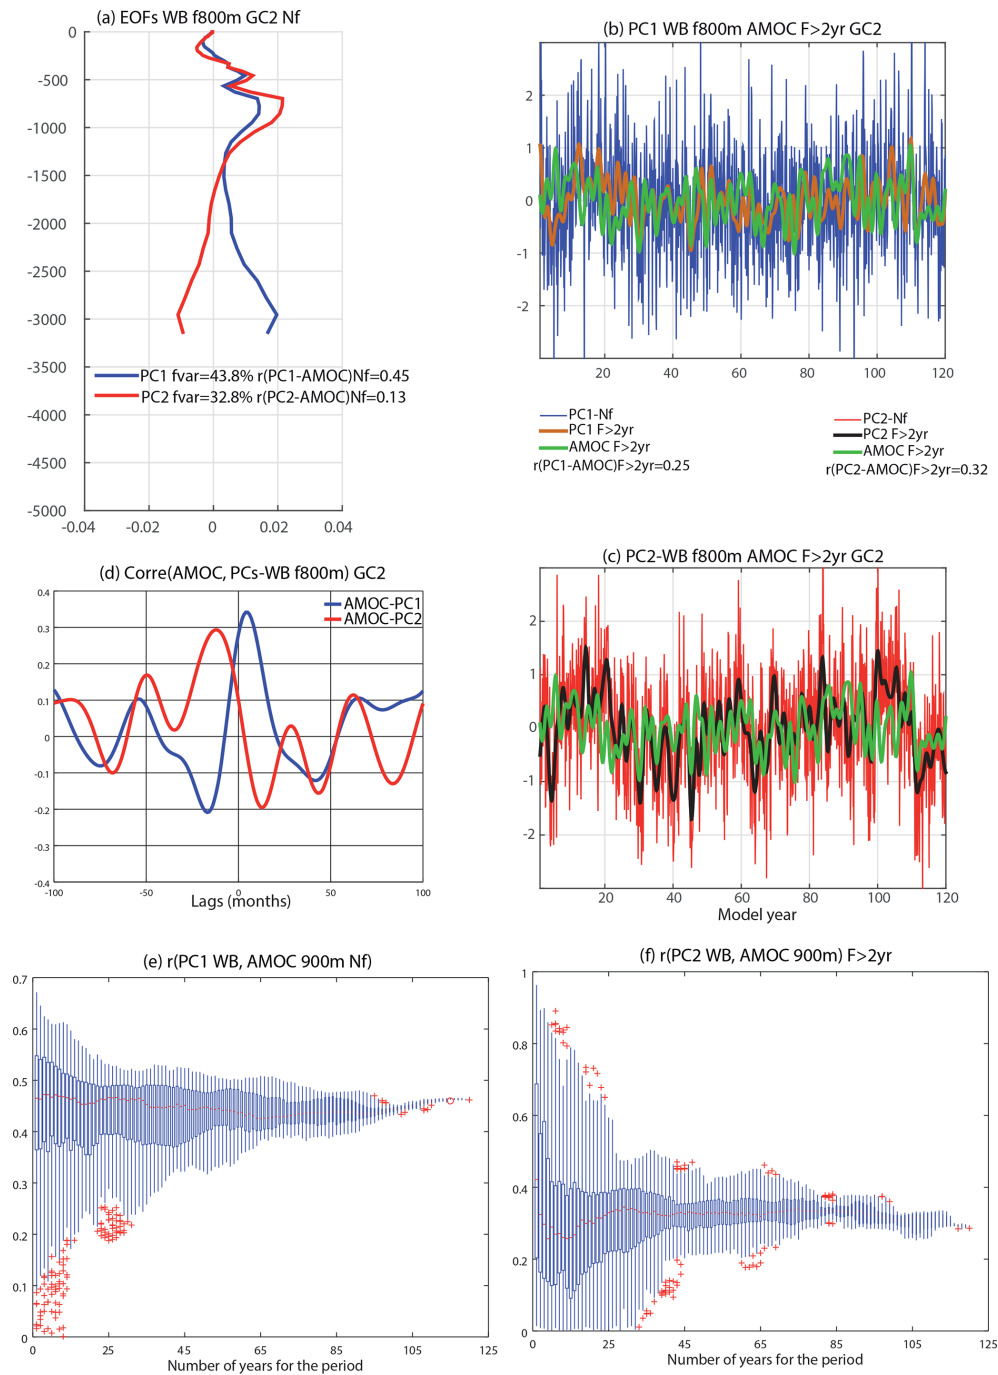 (a) EOFs WB f800m GC2 Nf
0
-500
-1000
-1500
-2000
-2500
-3000
-3500
-4000
-4500
-5000
PC1 fvar=43.8% r(PC1-AMOC)Nf=0.45
PC2 fvar=32.8% r(PC2-AMOC)Nf=0.13
-0.04 -0.02 0 0.02 0.04
(b) PC1 WB f800m AMOC F>2yr GC2
2
1
0
-1
-2
20 40 60 80 100 120
PC1-Nf
PC1 F>2yr
AMOC F>2yr
r(PC1-AMOC)F>2yr=0.25
PC2-Nf
PC2 F>2yr
AMOC F>2yr
r(PC2-AMOC)F>2yr=0.32
(d) Corre(AMOC, PCs-WB f800m) GC2
AMOC-PC1
AMOC-PC2
0.4
0.3
0.2
0.1
0
-0.1
-0.2
-0.3
-0.4
-100 -50 0 50 100
Lags (months)
(c) PC2-WB f800m AMOC F>2yr GC2
2
1
0
-1
-2
20 40 60 80 100 120
Model year
(e) r(PC1 WB, AMOC 900m Nf)
0.7
0.6
0.5
0.4
0.3
0.2
0.1
0
0 25 45 65 85 105 125
Number of years for the period
(f) r(PC2 WB, AMOC 900m) F>2yr
1
0.8
0.6
0.4
0.2
0
0 25 45 65 85 105 125
Number of years for the period